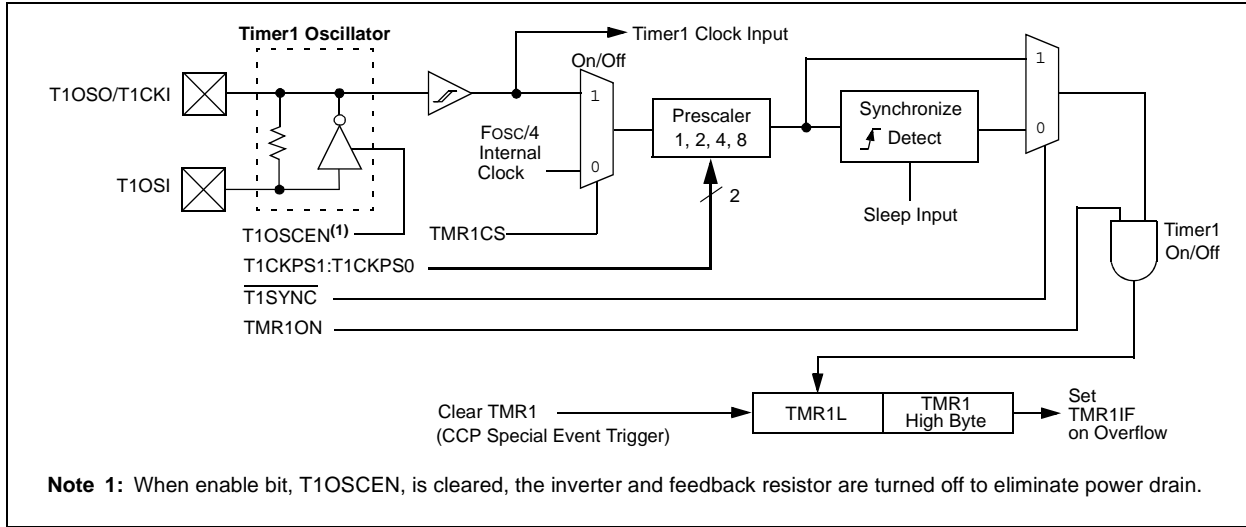 Timer1 Oscillator
Timer1 Clock Input
On/Off
T1OSO/T1CKI
1
1
Prescaler
1, 2, 4, 8
Synchronize
Detect
FOSC/4
Internal
Clock
0
0
T1OSI
2
Sleep Input
T1OSCEN(1)
TMR1CS
Timer1
On/Off
T1CKPS1:T1CKPS0
T1SYNC
TMR1ON
Clear TMR1
(CCP Special Event Trigger)
TMR1L
TMR1
High Byte
Set
TMR1IF
on Overflow
Note 1: When enable bit, T1OSCEN, is cleared, the inverter and feedback resistor are turned off to eliminate power drain.